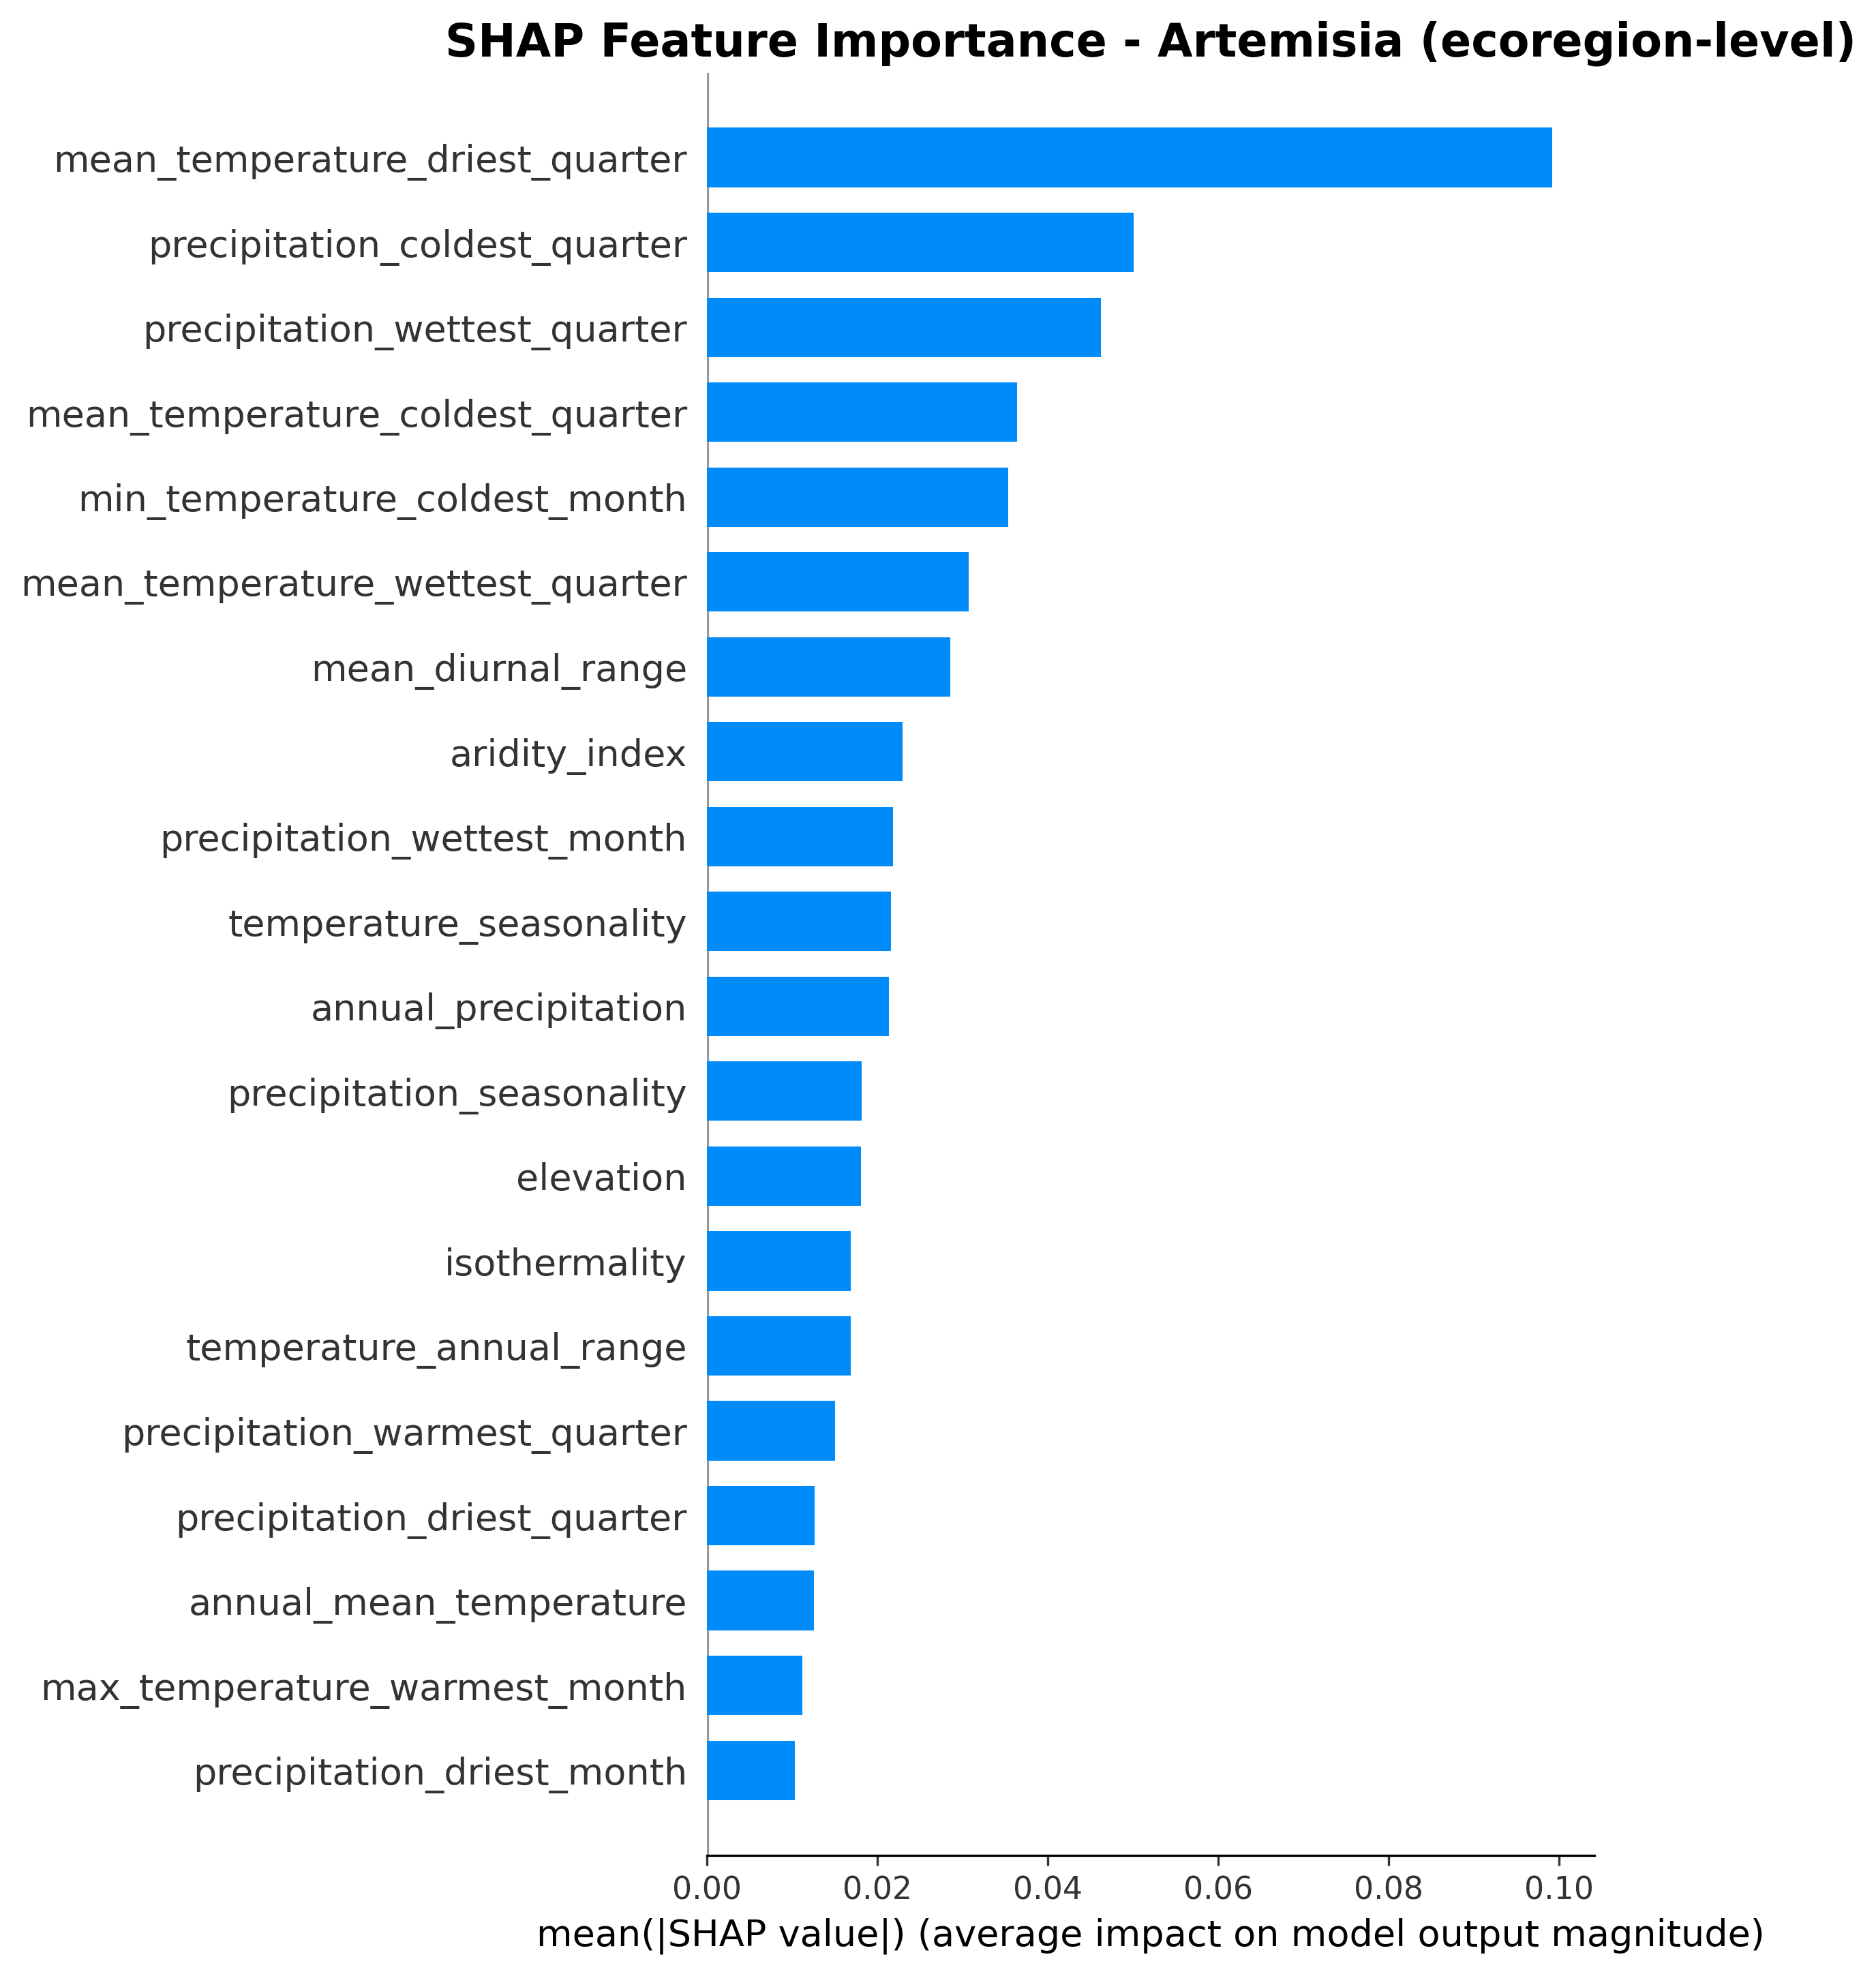 SHAP Feature Importance - Artemisia (ecoregion-level)
mean_temperature_driest_quarter
precipitation_coldest_quarter
precipitation_wettest_quarter
mean_temperature_coldest_quarter
min_temperature_coldest_month
mean_temperature_wettest_quarter
mean_diurnal_range
aridity_index
precipitation_wettest_month
temperature_seasonality
annual_precipitation
precipitation_seasonality
elevation
isothermality
temperature_annual_range
precipitation_warmest_quarter
precipitation_driest_quarter
annual_mean_temperature
max_temperature_warmest_month
precipitation_driest_month
0.00 0.02 0.04 0.06 0.08 0.10
mean(|SHAP value|) (average impact on model output magnitude)